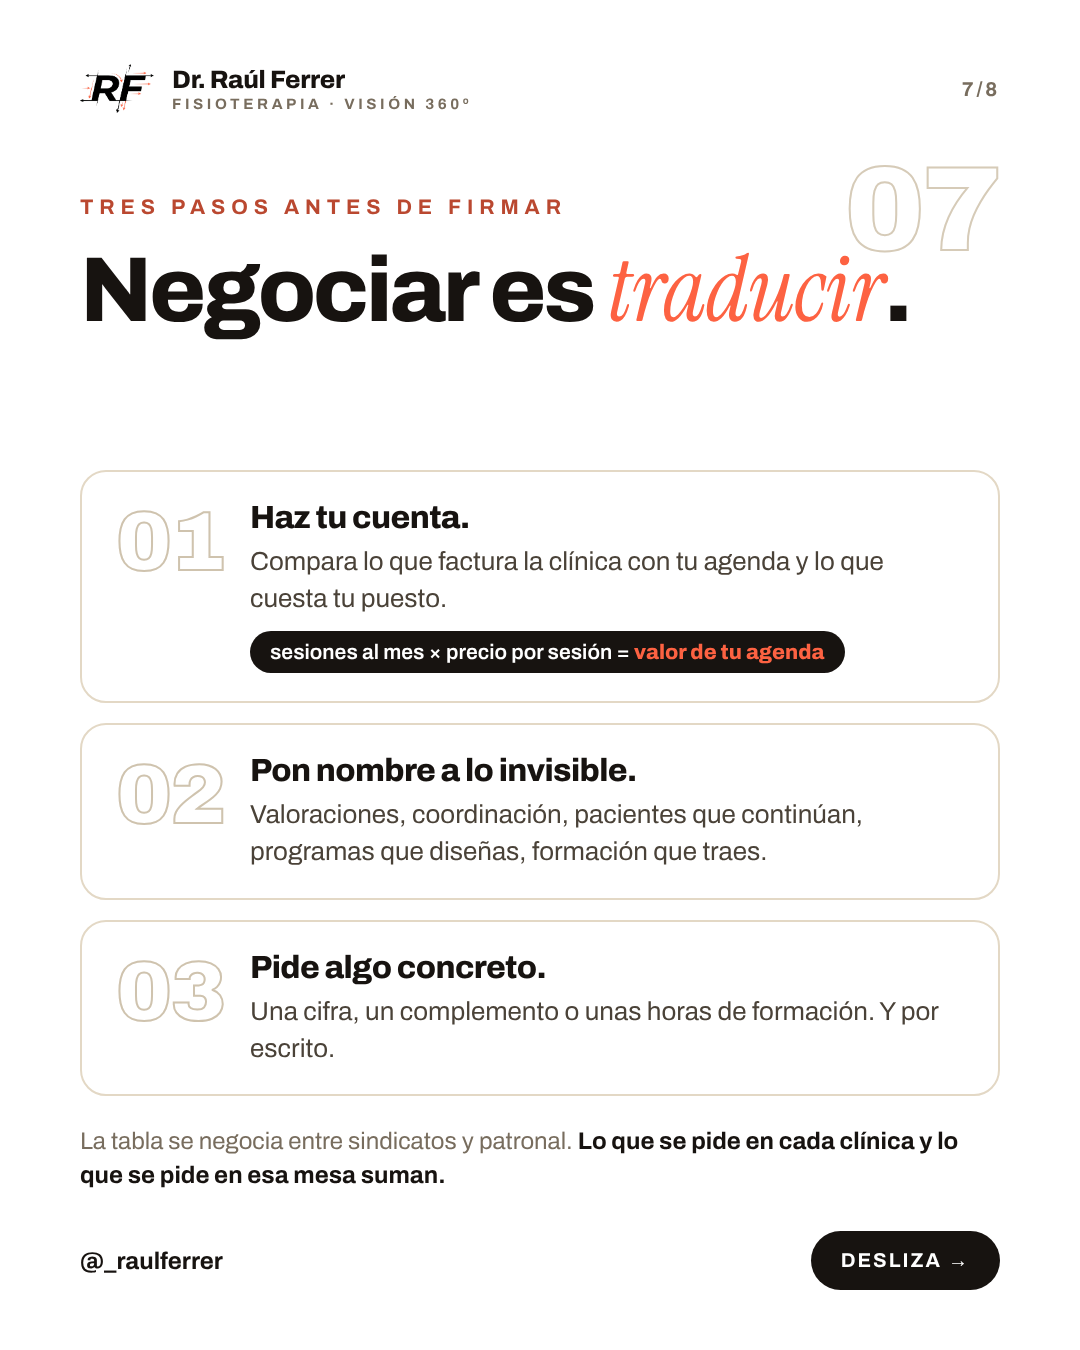 RF
Dr. Raúl Ferrer
FISIOTERAPIA · VISIÓN 360º
7/8
07
TRES PASOS ANTES DE FIRMAR
Negociar es traducir.
01
Haz tu cuenta.
Compara lo que factura la clínica con tu agenda y lo que
cuesta tu puesto.
sesiones al mes × precio por sesión = valor de tu agenda
02
Pon nombre a lo invisible.
Valoraciones, coordinación, pacientes que continúan,
programas que diseñas, formación que traes.
03
Pide algo concreto.
Una cifra, un complemento o unas horas de formación. Y por
escrito.
La tabla se negocia entre sindicatos y patronal. Lo que se pide en cada clínica y lo
que se pide en esa mesa suman.
@_raulferrer
DESLIZA →